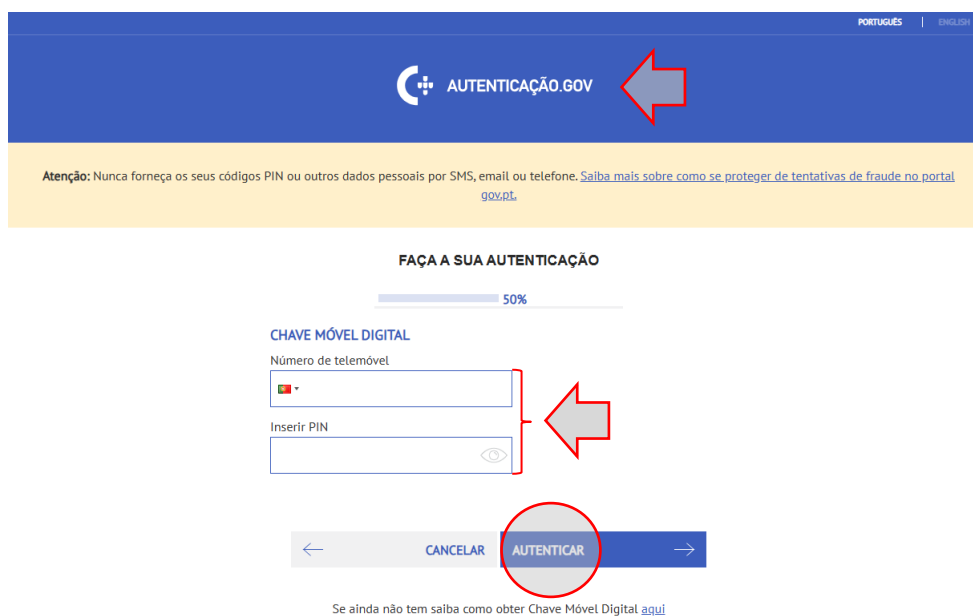 PORTUGUÊS | ENGLISH
AUTENTICAÇÃO.GOV
Atenção: Nunca forneça os seus códigos PIN ou outros dados pessoais por SMS, email ou telefone. Saiba mais sobre como se proteger de tentativas de fraude no portal
gov.pt.
FAÇA A SUA AUTENTICAÇÃO
50%
CHAVE MÓVEL DIGITAL
Número de telemóvel
Inserir PIN
CANCELAR AUTENTICAR
Se ainda não tem saiba como obter Chave Móvel Digital aqui